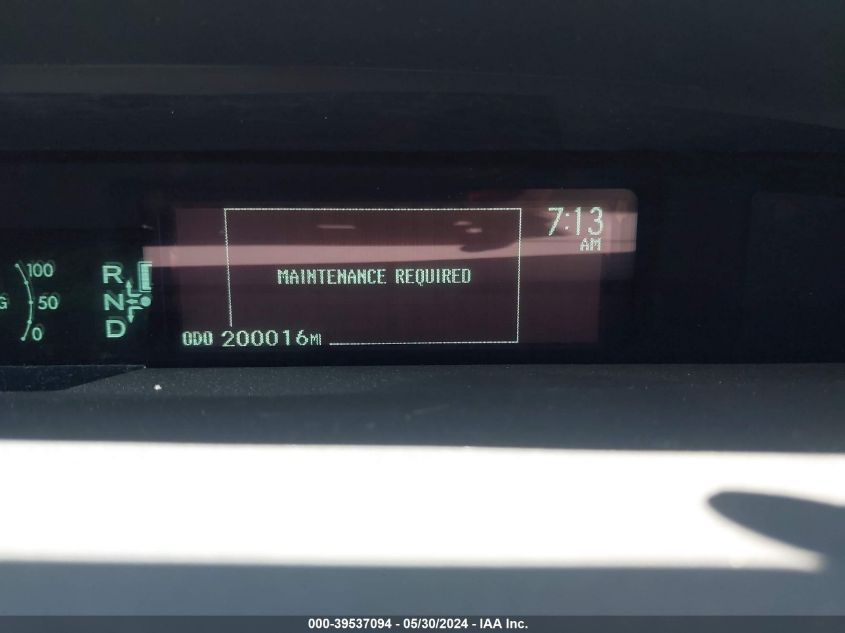 7:13
AM
100
50
0
R
N
D
MAINTENANCE REQUIRED
ODO 200016MI
000-39537094 – 05/30/2024 - IAA Inc.